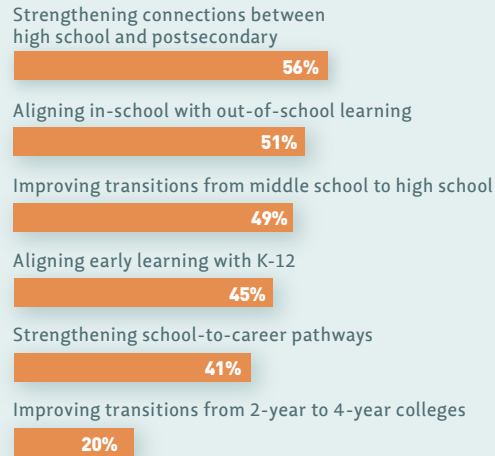 Strengthening connections between
high school and postsecondary
56%
Aligning in-school with out-of-school learning
51%
Improving transitions from middle school to high school
49%
Aligning early learning with K-12
45%
Strengthening school-to-career pathways
41%
Improving transitions from 2-year to 4-year colleges
20%